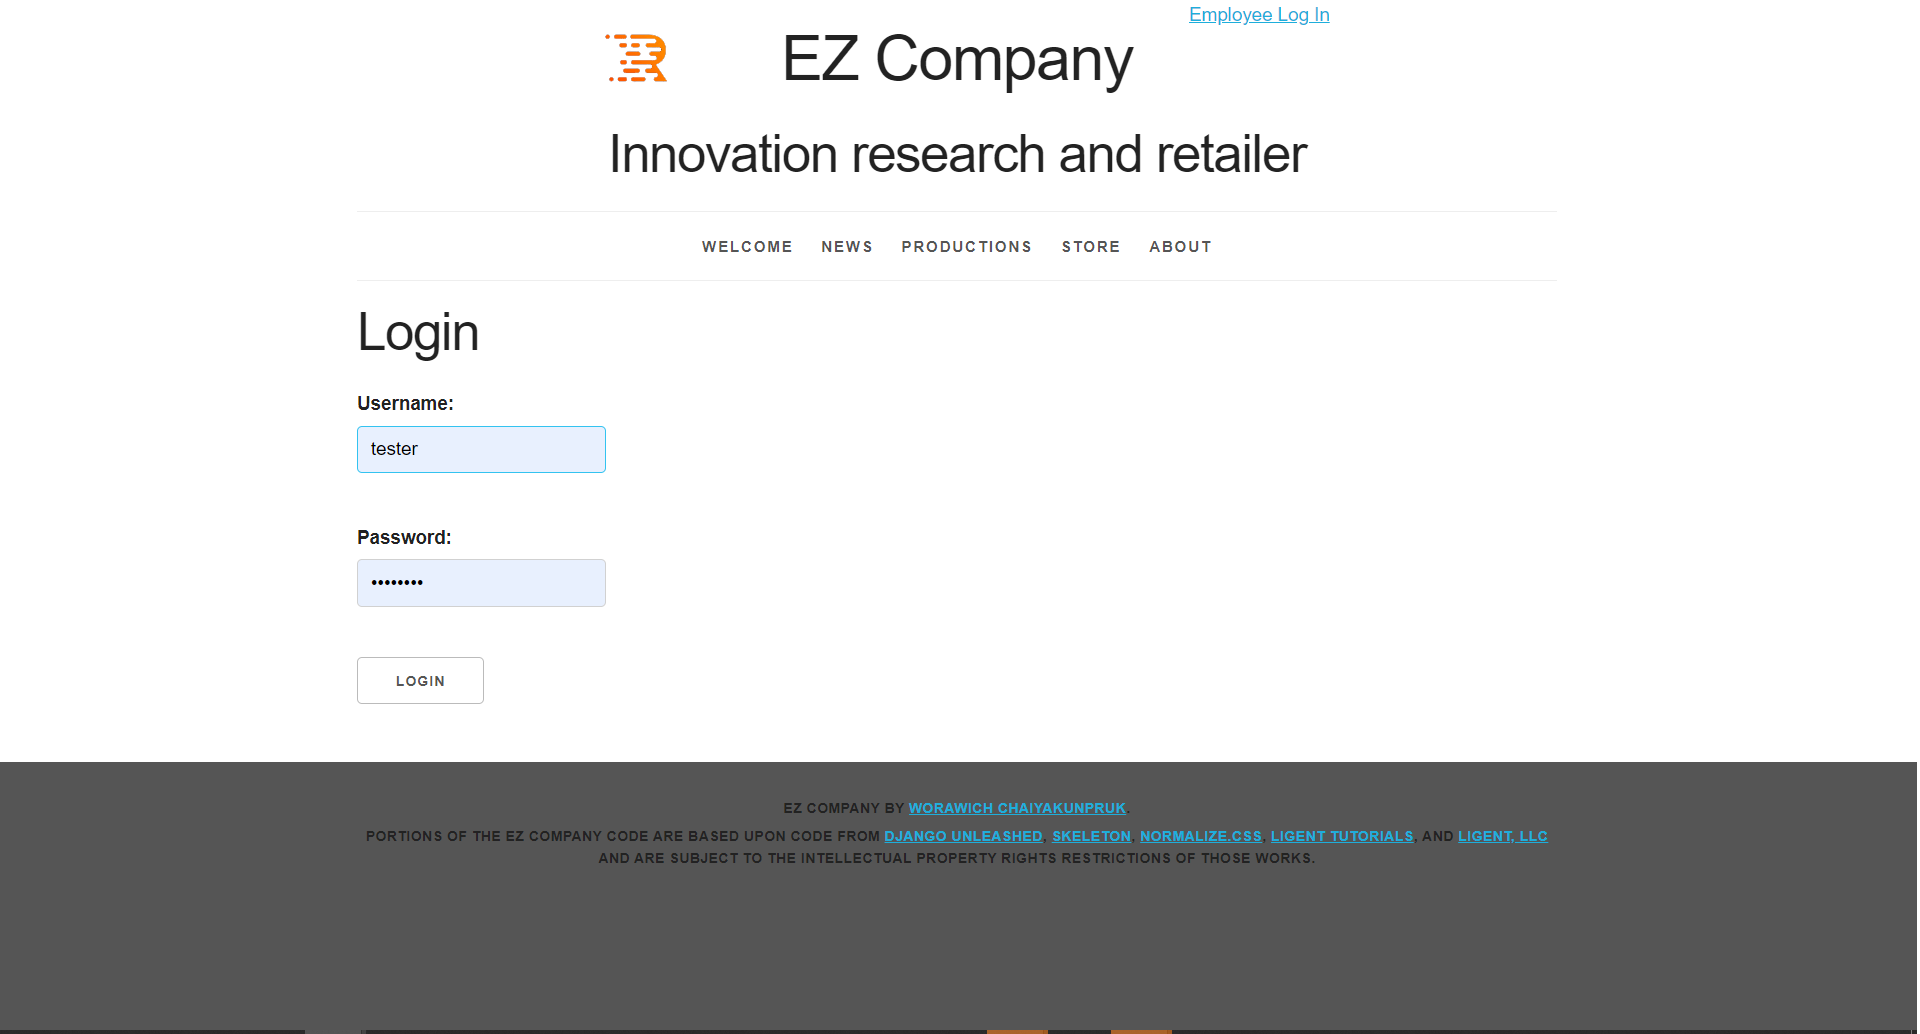 Employee Log In
EZ Company
Innovation research and retailer
WELCOME NEWS PRODUCTIONS STORE ABOUT
Login
Username:
tester
Password:
••••••••
LOGIN
EZ COMPANY BY WORAWICH CHAIYAKUNPRUK.
PORTIONS OF THE EZ COMPANY CODE ARE BASED UPON CODE FROM DJANGO UNLEASHED, SKELETON, NORMALIZE.CSS, LIGENT TUTORIALS, AND LIGENT, LLC
AND ARE SUBJECT TO THE INTELLECTUAL PROPERTY RIGHTS RESTRICTIONS OF THOSE WORKS.